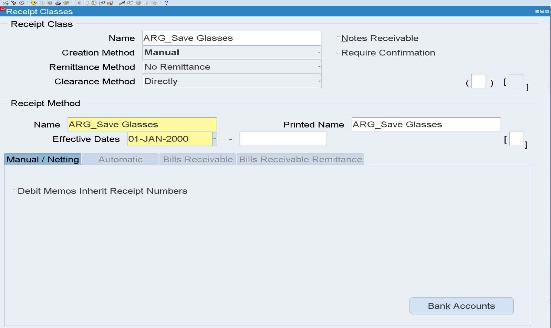 Receipt Classes
Receipt Class
Name ARG_Save Glasses Notes Receivable
Creation Method Manual Require Confirmation
Remittance Method No Remittance
Clearance Method Directly ( ) [ ]
Receipt Method
Name ARG_Save Glasses Printed Name ARG_Save Glasses
Effective Dates 01-JAN-2000 - [ ]
Manual / Netting Automatic Bills Receivable Bills Receivable Remittance
Debit Memos Inherit Receipt Numbers
Bank Accounts